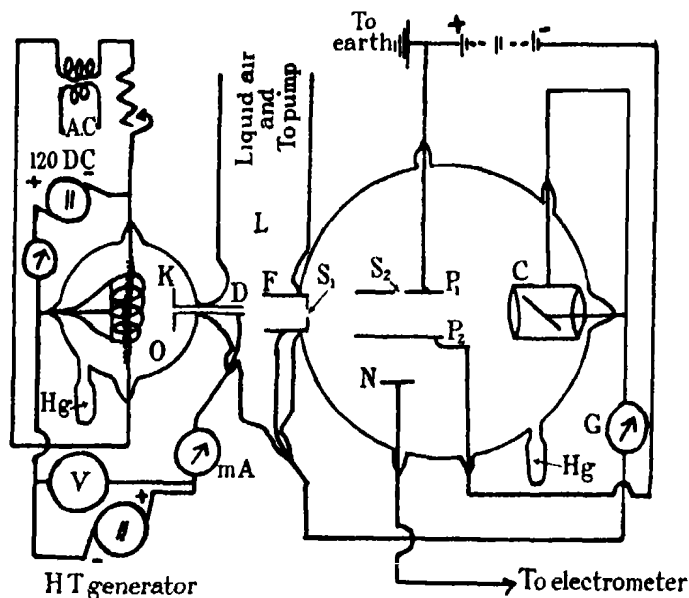 To
earth
+ -
Liquid air
and
To pump
A.C
120 DC
+ -
L
K
D
F
S₁
S₂
P₁
C
O
P₂
N
Hg
G
Hg
V
mA
+
-
HT generator
To electrometer